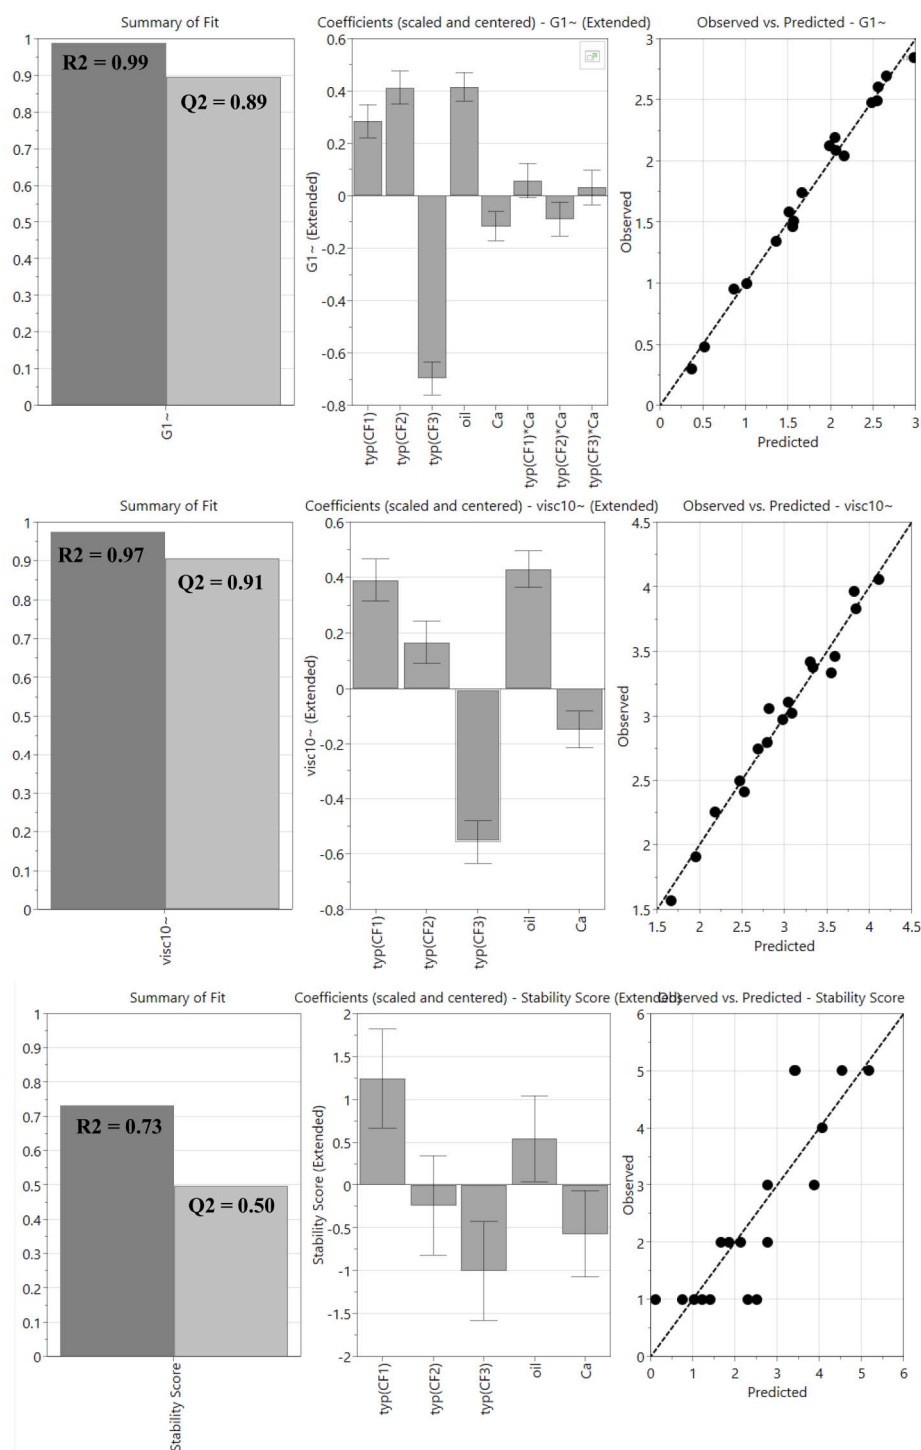 Summary of Fit
1
0.9
0.8
0.7
0.6
0.5
0.4
0.3
0.2
0.1
0
R2 = 0.99
Q2 = 0.89
G1~
Coefficients (scaled and centered) - G1~ (Extended)
G1~ (Extended)
0.6
0.4
0.2
0
-0.2
-0.4
-0.6
-0.8
typ(CF1)
typ(CF2)
typ(CF3)
oil
Ca
typ(CF1)*Ca
typ(CF2)*Ca
typ(CF3)*Ca
Observed vs. Predicted - G1~
Observed
3
2.5
2
1.5
1
0.5
0
0
0.5
1
1.5
2
2.5
3
Predicted
Summary of Fit
1
0.9
0.8
0.7
0.6
0.5
0.4
0.3
0.2
0.1
0
R2 = 0.97
Q2 = 0.91
visc10~
Coefficients (scaled and centered) - visc10~ (Extended)
visc10~ (Extended)
0.6
0.4
0.2
0
-0.2
-0.4
-0.6
-0.8
typ(CF1)
typ(CF2)
typ(CF3)
oil
Ca
Observed vs. Predicted - visc10~
Observed
4.5
4
3.5
3
2.5
2
1.5
1.5
2
2.5
3
3.5
4
4.5
Predicted
Summary of Fit
1
0.9
0.8
0.7
0.6
0.5
0.4
0.3
0.2
0.1
0
R2 = 0.73
Q2 = 0.50
Stability Score
Coefficients (scaled and centered) - Stability Score (Extended)
Stability Score (Extended)
2
1.5
1
0.5
0
-0.5
-1
-1.5
-2
typ(CF1)
typ(CF2)
typ(CF3)
oil
Ca
Observed vs. Predicted - Stability Score
Observed
6
5
4
3
2
1
0
0
1
2
3
4
5
6
Predicted